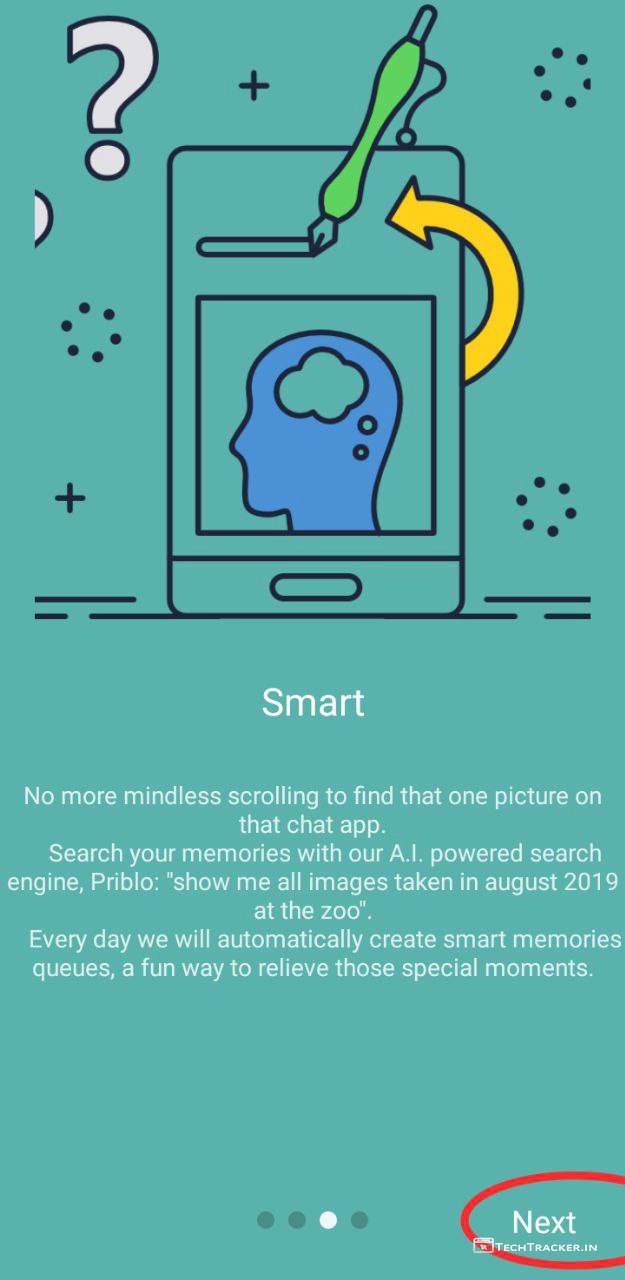 ?
Smart
No more mindless scrolling to find that one picture on
that chat app.
Search your memories with our A.I. powered search
engine, Priblo: "show me all images taken in august 2019
at the zoo".
Every day we will automatically create smart memories
queues, a fun way to relieve those special moments.
Next
TECHTRACKER.IN